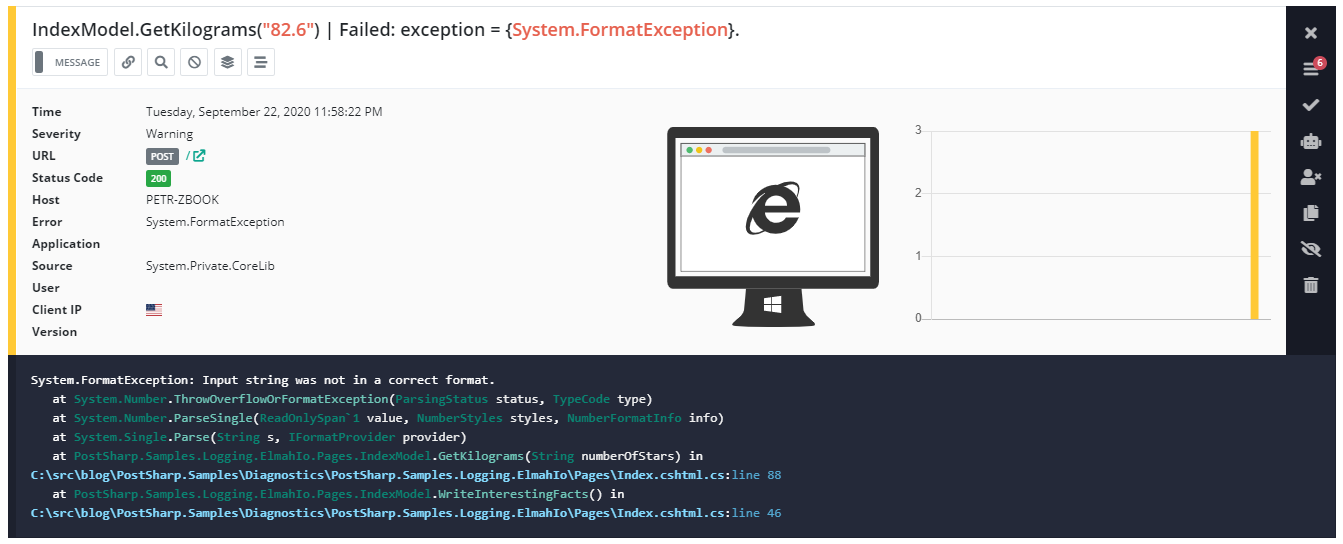 IndexModel.GetKilograms("82.6") | Failed: exception = {System.FormatException}.
MESSAGE
6
Time Tuesday, September 22, 2020 11:58:22 PM
Severity Warning
URL POST /
Status Code 200
Host PETR-ZBOOK
Error System.FormatException
Application
Source System.Private.CoreLib
User
Client IP
Version
3
2
1
0
System.FormatException: Input string was not in a correct format.
at System.Number.ThrowOverflowOrFormatException(ParsingStatus status, TypeCode type)
at System.Number.ParseSingle(ReadOnlySpan`1 value, NumberStyles styles, NumberFormatInfo info)
at System.Single.Parse(String s, IFormatProvider provider)
at PostSharp.Samples.Logging.ElmahIo.Pages.IndexModel.GetKilograms(String numberOfStars) in
C:\src\blog\PostSharp.Samples\Diagnostics\PostSharp.Samples.Logging.ElmahIo\Pages\Index.cshtml.cs:line 88
at PostSharp.Samples.Logging.ElmahIo.Pages.IndexModel.WriteInterestingFacts() in
C:\src\blog\PostSharp.Samples\Diagnostics\PostSharp.Samples.Logging.ElmahIo\Pages\Index.cshtml.cs:line 46